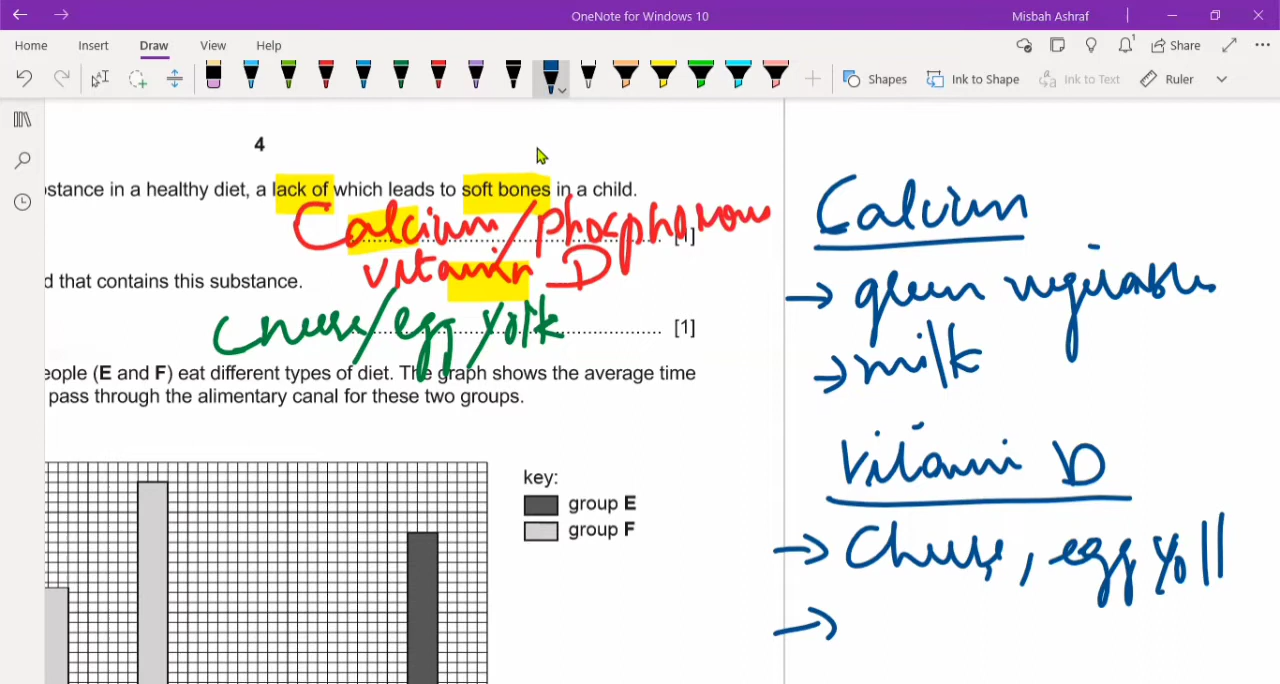 OneNote for Windows 10
Misbah Ashraf
Home Insert Draw View Help
Share
Shapes Ink to Shape Ink to Text Ruler
4
stance in a healthy diet, a lack of which leads to soft bones in a child.
Calcium/phosphorous [1]
vitamin D
d that contains this substance.
Cheese/egg yolk [1]
eople (E and F) eat different types of diet. The graph shows the average time
pass through the alimentary canal for these two groups.
key:
group E
group F
Calcium
→ green vegetables
→ milk
Vitamin D
→ Cheese, egg yolk
→